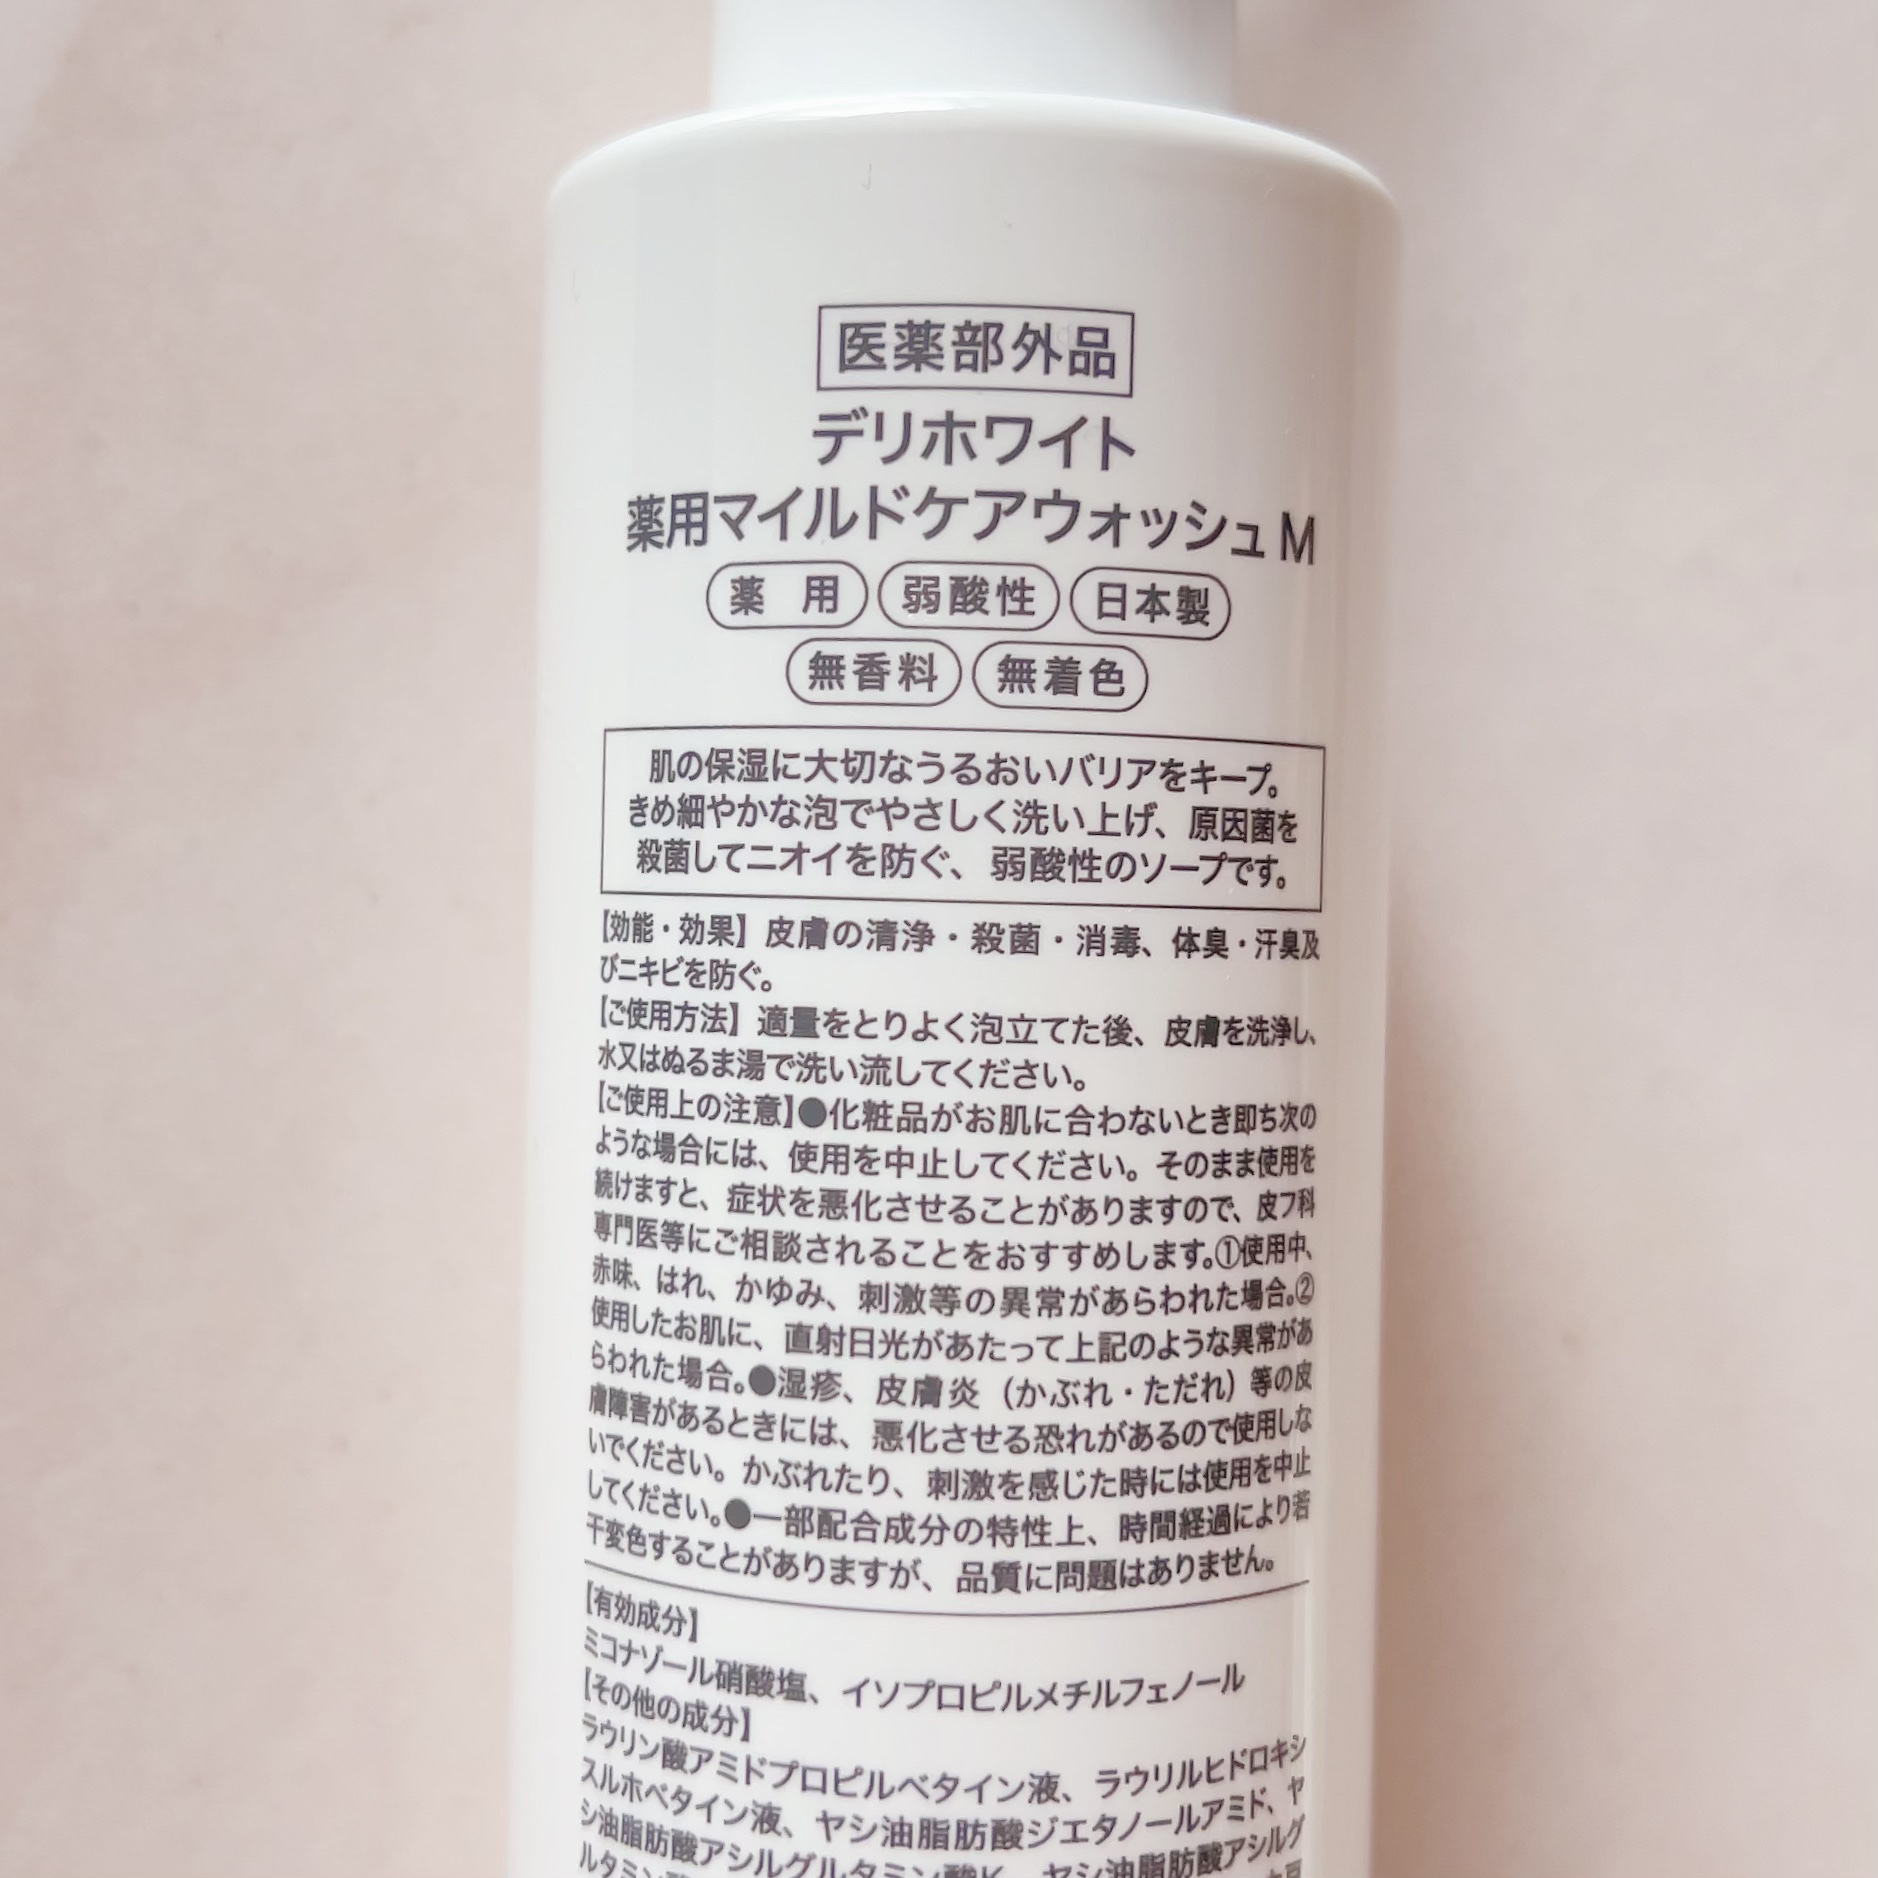 医薬部外品
デリホワイト
薬用マイルドケアウォッシュM
薬用 弱酸性 日本製
無香料 無着色
肌の保湿に大切なうるおいバリアをキープ。
きめ細やかな泡でやさしく洗い上げ、原因菌を
殺菌してニオイを防ぐ、弱酸性のソープです。
【効能・効果】皮膚の清浄・殺菌・消毒、体臭・汗臭及
びニキビを防ぐ。
【ご使用方法】適量をとりよく泡立てた後、皮膚を洗浄し、
水又はぬるま湯で洗い流してください。
【ご使用上の注意】●化粧品がお肌に合わないとき即ち次の
ような場合には、使用を中止してください。そのまま使用を
続けますと、症状を悪化させることがありますので、皮フ科
専門医等にご相談されることをおすすめします。①使用中、
赤味、はれ、かゆみ、刺激等の異常があらわれた場合。②
使用したお肌に、直射日光があたって上記のような異常があ
らわれた場合。●湿疹、皮膚炎（かぶれ・ただれ）等の皮
膚障害があるときには、悪化させる恐れがあるので使用しな
いでください。かぶれたり、刺激を感じた時には使用を中止
してください。●一部配合成分の特性上、時間経過により若
干変色することがありますが、品質に問題はありません。
【有効成分】
ミコナゾール硝酸塩、イソプロピルメチルフェノール
【その他の成分】
ラウリン酸アミドプロピルベタイン液、ラウリルヒドロキシ
スルホベタイン液、ヤシ油脂肪酸ジエタノールアミド、ヤ
シ油脂肪酸アシルグルタミン酸K、ヤシ油脂肪酸アシルグ
ルタミン酸